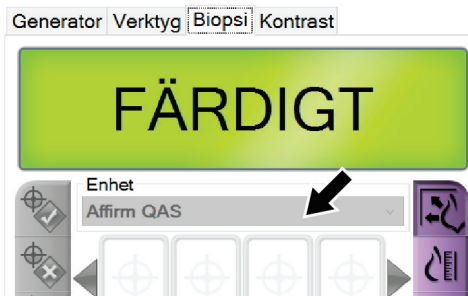 Generator Verktyg Biopsi Kontrast
FÄRDIGT
Enhet
Affirm QAS